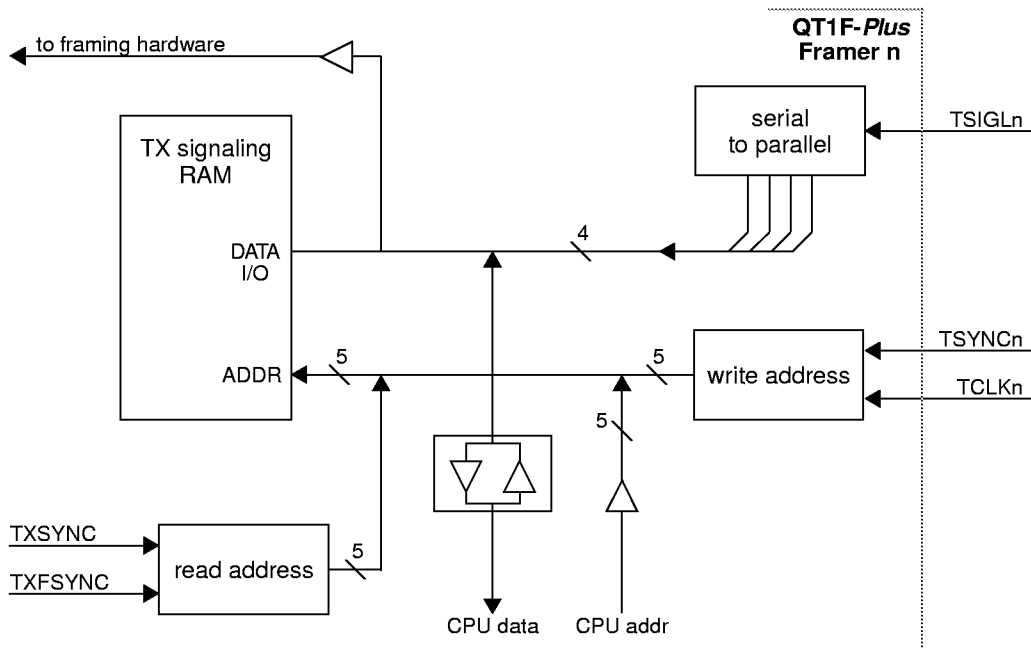 QT1F-Plus
Framer n
to framing hardware
serial
to parallel
TSIGLn
TX signaling
RAM
4
DATA
I/O
TSYNCn
5
5
ADDR
write address
TCLKn
5
TXSYNC
5
read address
TXFSYNC
CPU data
CPU addr